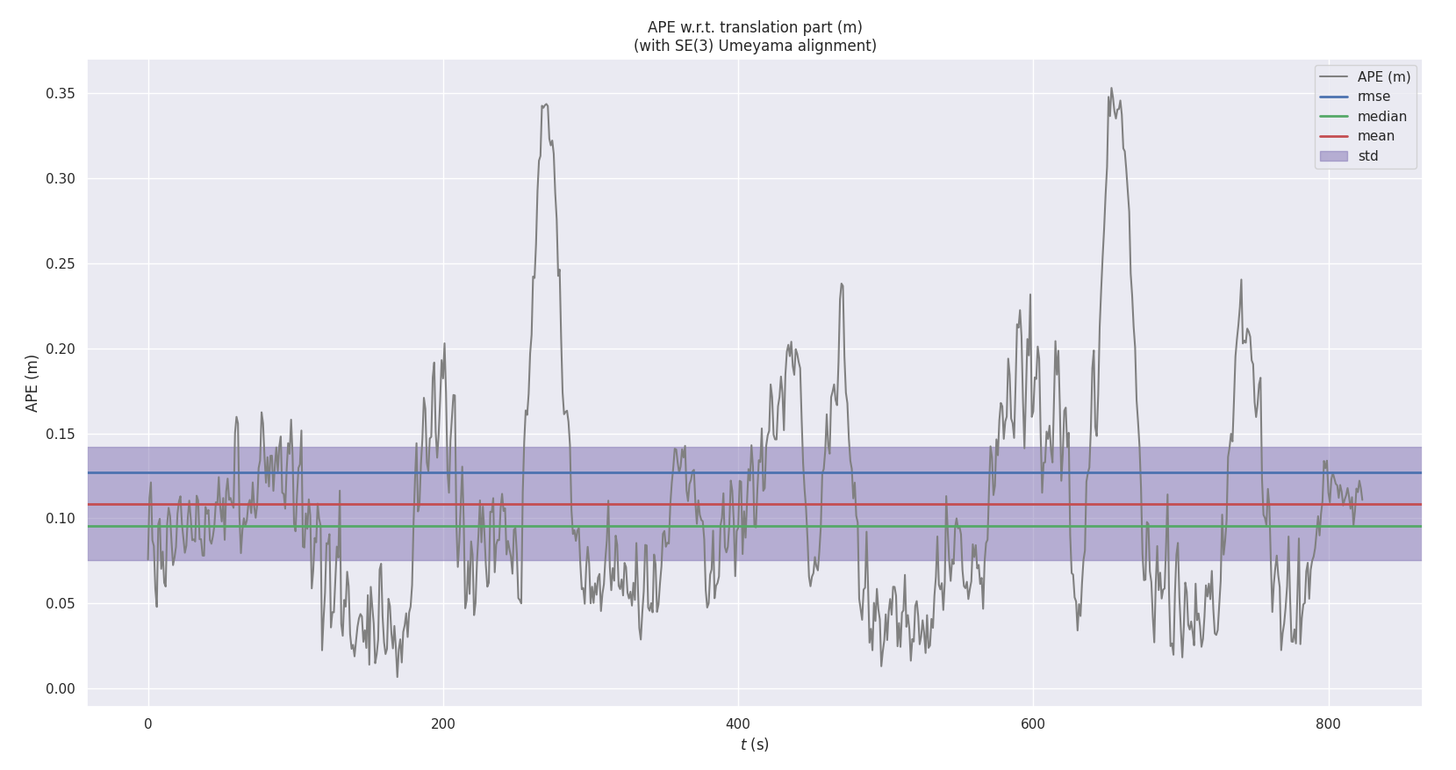 APE w.r.t. translation part (m)
(with SE(3) Umeyama alignment)
APE (m)
rmse
median
mean
std
APE (m)
0.35
0.30
0.25
0.20
0.15
0.10
0.05
0.00
0 200 400 600 800
t (s)